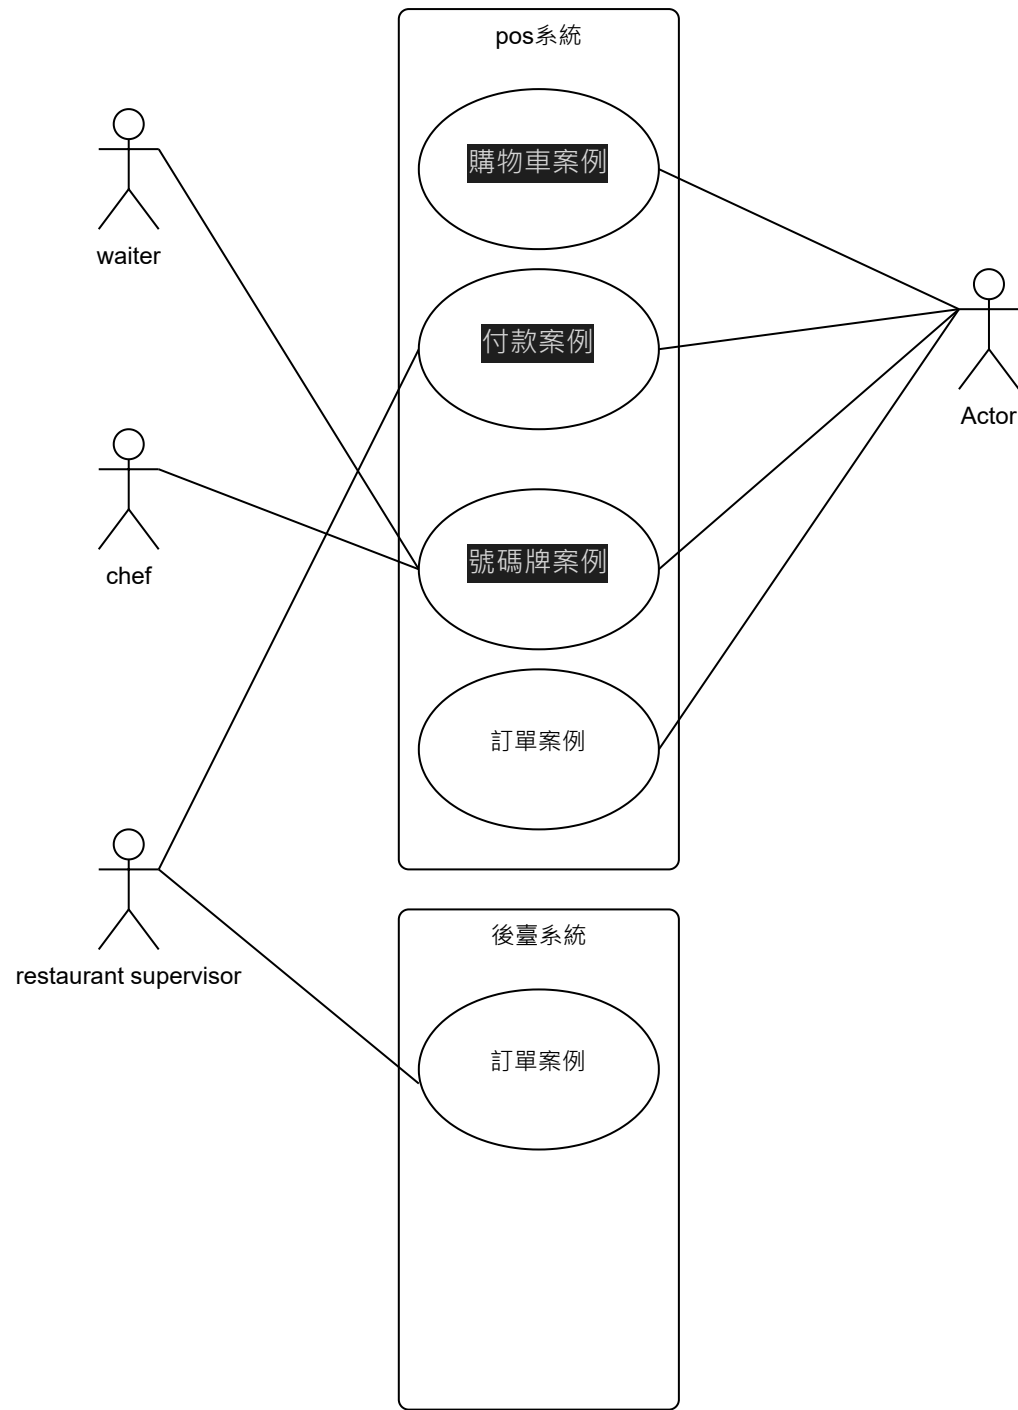 pos系統
購物車案例
waiter
付款案例
Actor
號碼牌案例
chef
訂單案例
restaurant supervisor
後臺系統
訂單案例